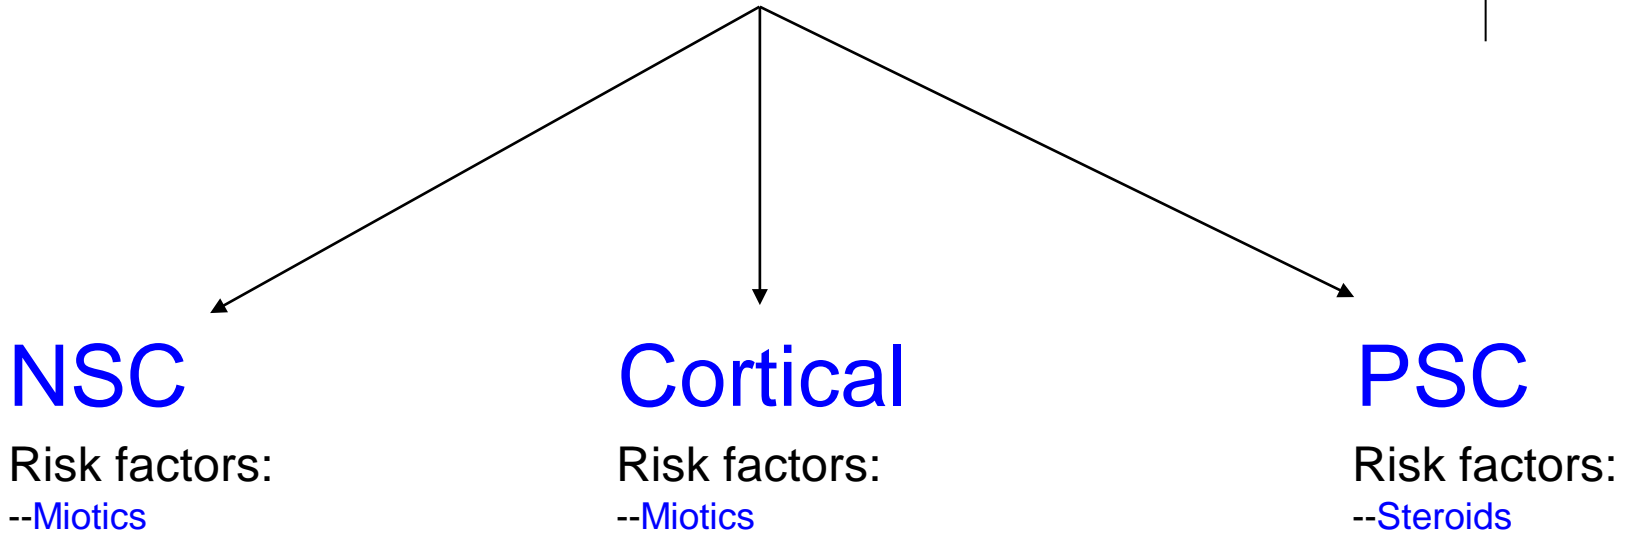 NSC
Risk factors:
--Miotics
Cortical
Risk factors:
--Miotics
PSC
Risk factors:
--Steroids